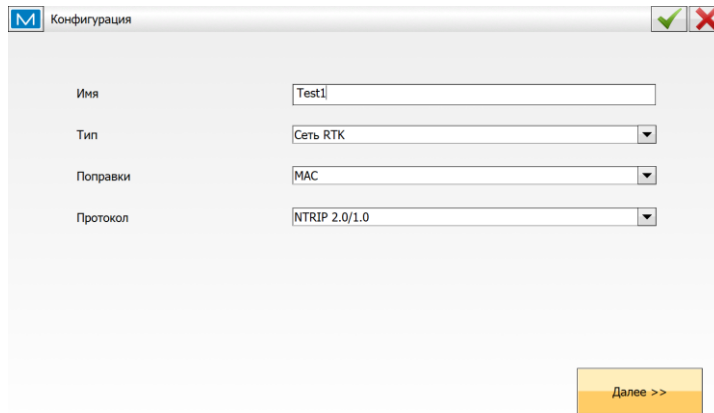 Конфигурация
Имя Test1
Тип Сеть RTK
Поправки MAC
Протокол NTRIP 2.0/1.0
Далее >>